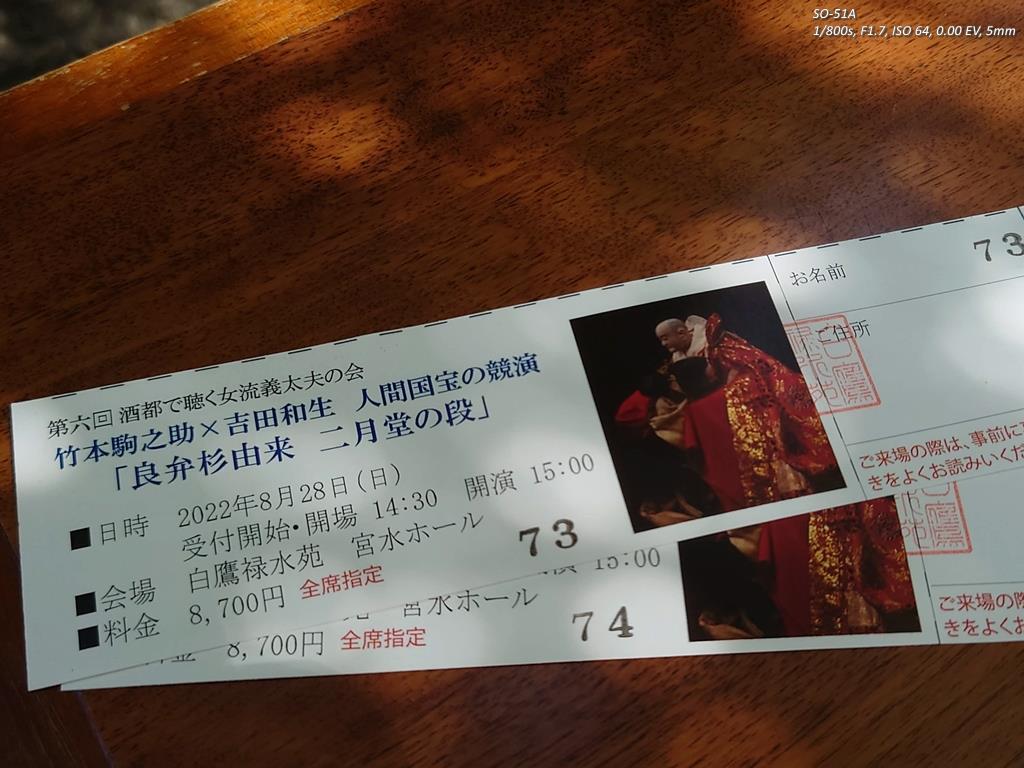 SO-51A
1/800s, F1.7, ISO 64, 0.00 EV, 5mm
第六回 酒都で聴く女流義太夫の会
竹本駒之助×吉田和生 人間国宝の競演
「良弁杉由来 二月堂の段」
■日時 2022年8月28日（日）
受付開始・開場 14:30 開演 15:00
■会場 白鷹禄水苑 宮水ホール
■料金 8,700円 全席指定
73
お名前
73
ご住所
ご来場の際は、事前に
きをよくお読みいくだ
15:00
宮水ホール
8,700円 全席指定
74
ご来場の
きをよくお